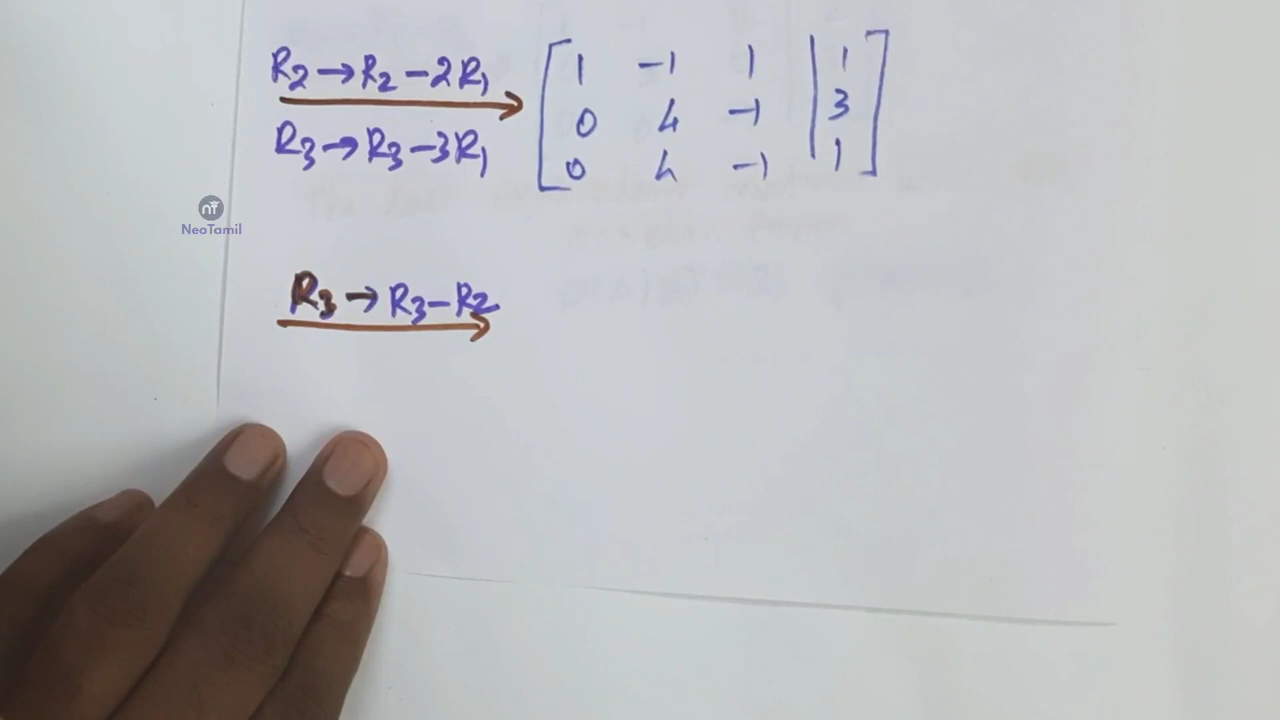 R₂→R₂-2R₁
R₃→R₃-3R₁
[1 -1 1 | 1]
[0 4 -1 | 3]
[0 4 -1 | 1]
NT
NeoTamil
R₃→R₃-R₂